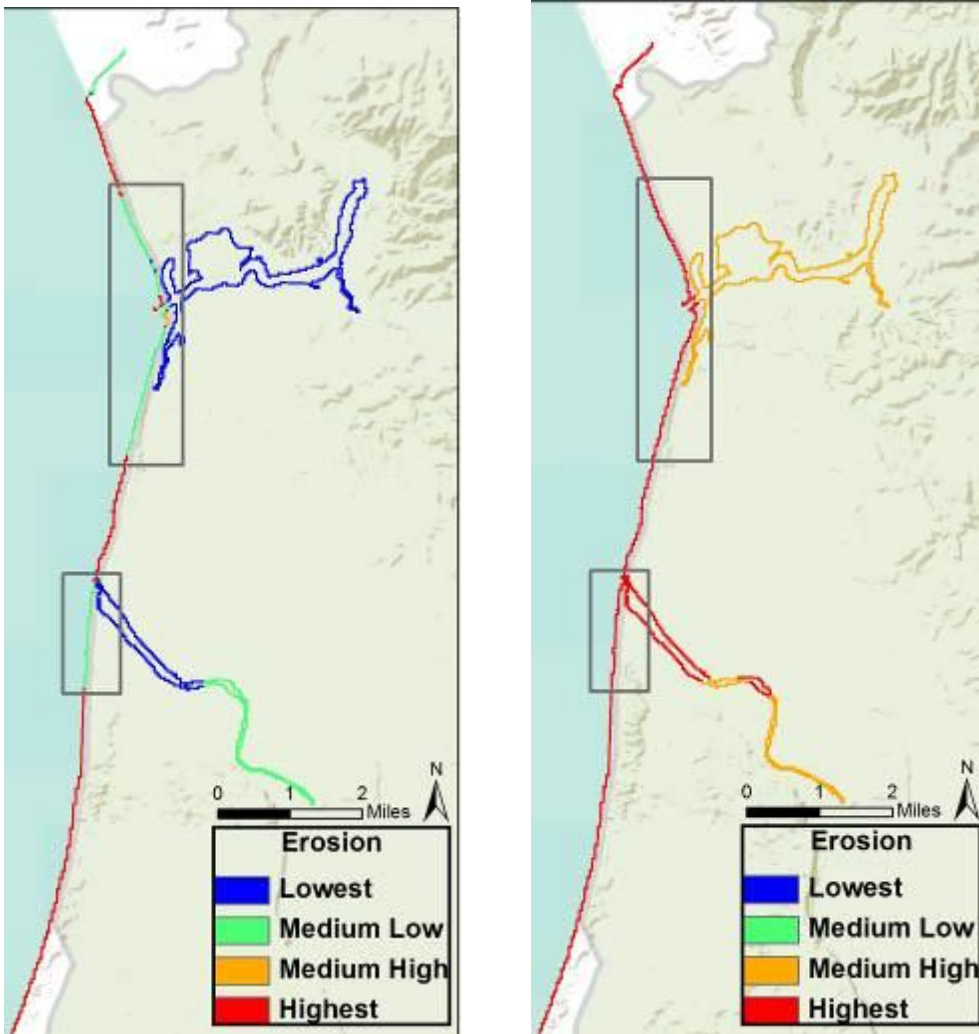 N
0 1 2
Miles
Erosion
Lowest
Medium Low
Medium High
Highest
N
0 1 2
Miles
Erosion
Lowest
Medium Low
Medium High
Highest